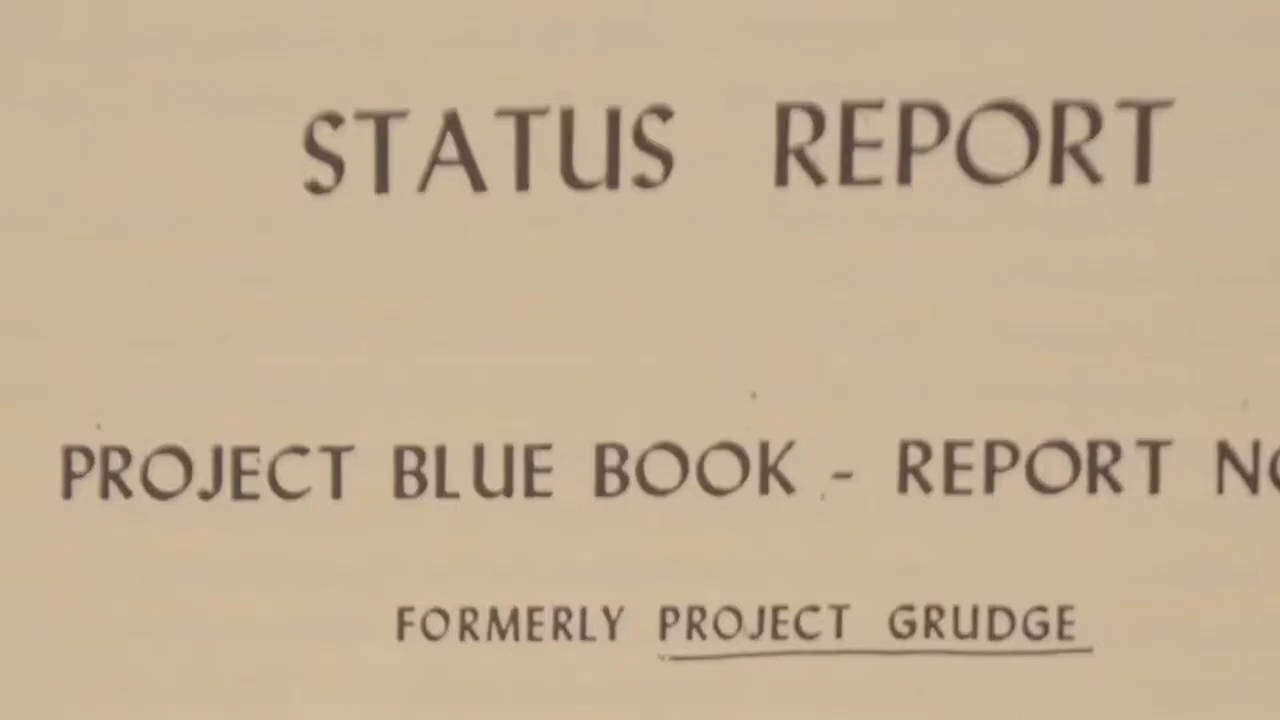 STATUS REPORT
PROJECT BLUE BOOK - REPORT
FORMERLY PROJECT GRUDGE